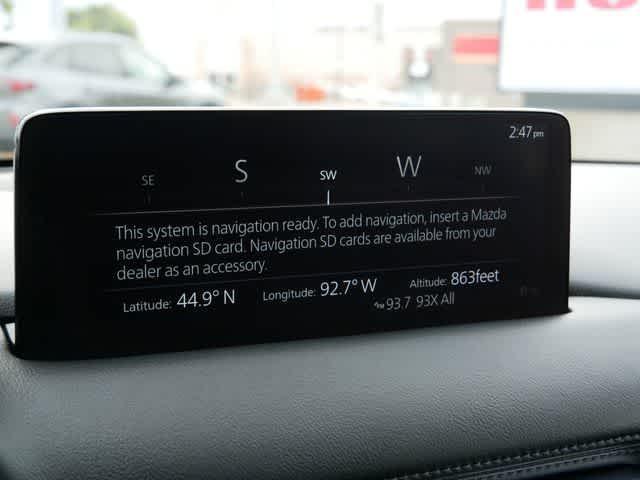 2:47pm
SE S SW W NW
This system is navigation ready. To add navigation, insert a Mazda
navigation SD card. Navigation SD cards are available from your
dealer as an accessory.
Latitude: 44.9° N Longitude: 92.7° W Altitude: 863feet
FM 93.7 93X All